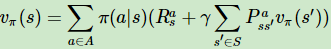 v_π(s) = ∑_{a∈A} π(a|s)(R_s^a + γ ∑_{s'∈S} P_{ss'}^a v_π(s'))